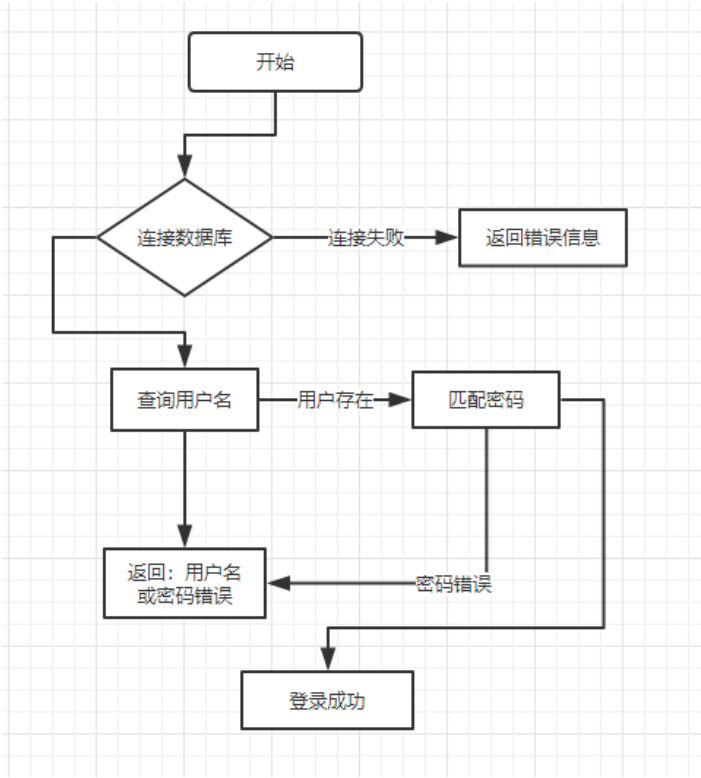 开始
连接数据库
连接失败
返回错误信息
查询用户名
用户存在
匹配密码
返回：用户名
或密码错误
密码错误
登录成功